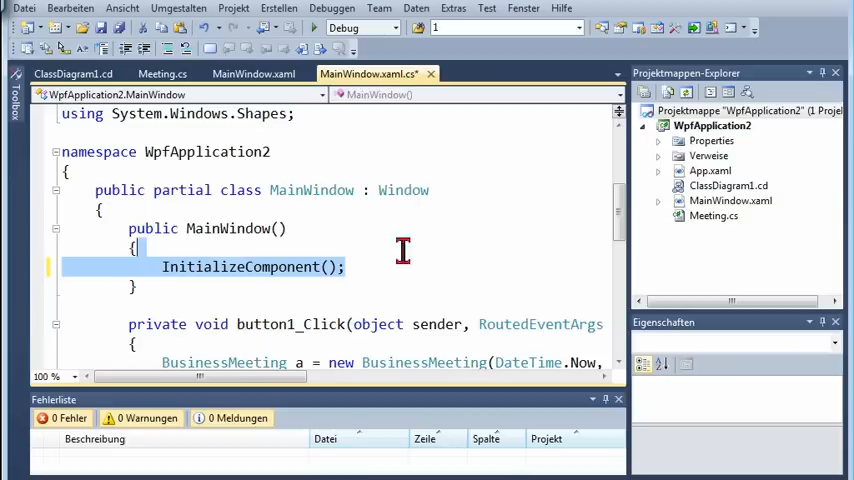 Datei Bearbeiten Ansicht Umgestalten Projekt Erstellen Debuggen Team Daten Extras Test Fenster Hilfe
Debug 1
ClassDiagram1.cd Meeting.cs MainWindow.xaml MainWindow.xaml.cs*
WpfApplication2.MainWindow MainWindow()
Toolbox
using System.Windows.Shapes;
namespace WpfApplication2
{
public partial class MainWindow : Window
{
public MainWindow()
{
InitializeComponent();
}
private void button1_Click(object sender, RoutedEventArgs
{
BusinessMeeting a = new BusinessMeeting(DateTime.Now,
100 %
Projektmappen-Explorer
Projektmappe "WpfApplication2" (1 Proj
WpfApplication2
Properties
Verweise
App.xaml
ClassDiagram1.cd
MainWindow.xaml
Meeting.cs
Eigenschaften
Fehlerliste
0 Fehler 0 Warnungen 0 Meldungen
Beschreibung Datei Zeile Spalte Projekt